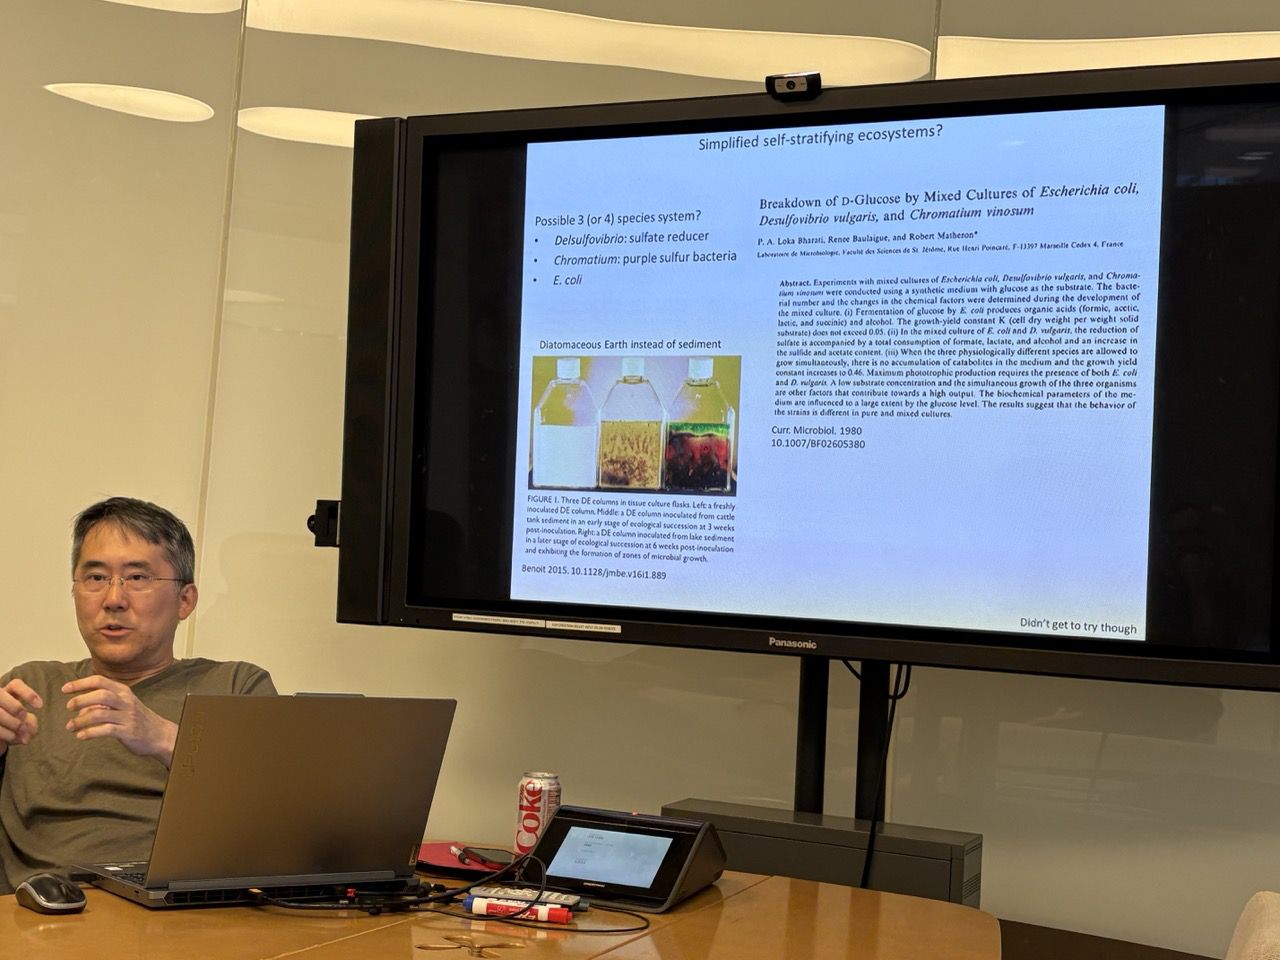 Simplified self-stratifying ecosystems?
Possible 3 (or 4) species system?
• Delsulfovibrio: sulfate reducer
• Chromatium: purple sulfur bacteria
• E. coli
Diatomaceous Earth instead of sediment
FIGURE 1. Three DE columns in tissue culture flasks. Left: a freshly
inoculated DE column. Middle: a DE column inoculated from cattle
tank sediment in an early stage of ecological succession at 3 weeks
post-inoculation. Right: a DE column inoculated from lake sediment
in a later stage of ecological succession at 6 weeks post-inoculation
and exhibiting the formation of zones of microbial growth.
Benoit 2015. 10.1128/jmbe.v16i1.889
Breakdown of D-Glucose by Mixed Cultures of Escherichia coli,
Desulfovibrio vulgaris, and Chromatium vinosum
P. A. Loka Bharati, Renee Baulaigue, and Robert Matheron*
Laboratoire de Microbiologie, Faculté des Sciences de St. Jérôme, Rue Henri Poincaré, F-13397 Marseille Cedex 4, France
Abstract. Experiments with mixed cultures of Escherichia coli, Desulfovibrio vulgaris, and Chroma-
tium vinosum were conducted using a synthetic medium with glucose as the substrate. The bacte-
rial number and the changes in the chemical factors were determined during the development of
the mixed culture. (i) Fermentation of glucose by E. coli produces organic acids (formic, acetic,
lactic, and succinic) and alcohol. The growth-yield constant K (cell dry weight per weight solid
substrate) does not exceed 0.05. (ii) In the mixed culture of E. coli and D. vulgaris, the reduction of
sulfate is accompanied by a total consumption of formate, lactate, and alcohol and an increase in
the sulfide and acetate content. (iii) When the three physiologically different species are allowed to
grow simultaneously, there is no accumulation of catabolites in the medium and the growth yield
constant increases to 0.46. Maximum phototrophic production requires the presence of both E. coli
and D. vulgaris. A low substrate concentration and the simultaneous growth of the three organisms
are other factors that contribute towards a high output. The biochemical parameters of the me-
dium are influenced to a large extent by the glucose level. The results suggest that the behavior of
the strains is different in pure and mixed cultures.
Curr. Microbiol. 1980
10.1007/BF02605380
Didn't get to try though
Panasonic
Coke